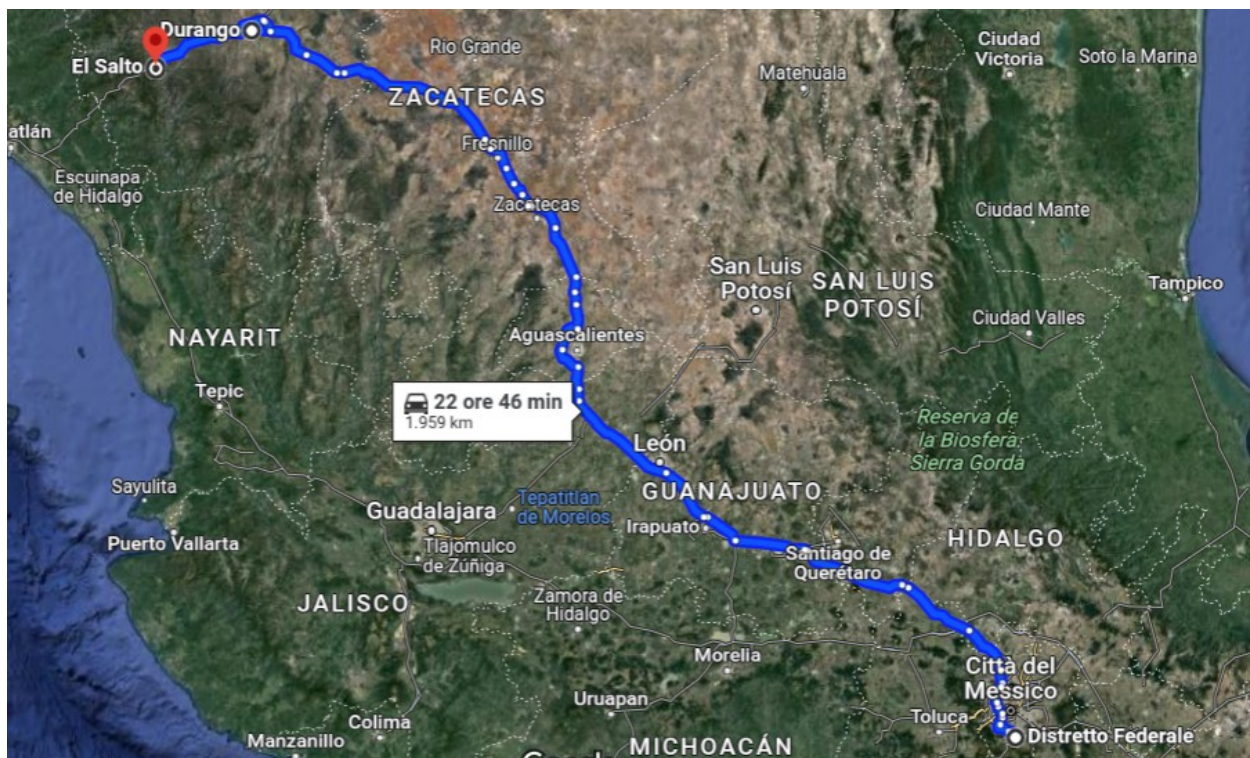 Durango
El Salto
Rio Grande
Ciudad
Victoria
Soto la Marina
Matehuala
ZACATECAS
atlán
Fresnillo
Escuinapa
de Hidalgo
Zacatecas
Ciudad Mante
San Luis
Potosí
SAN LUIS
POTOSÍ
Tampico
NAYARIT
Aguascalientes
Ciudad Valles
Tepic
22 ore 46 min
1.959 km
Reserva de
la Biosfera
Sierra Gorda
León
Sayulita
GUANAJUATO
Tepatitlán
de Morelos
Guadalajara
Irapuato
Puerto Vallarta
Tlajomulco
de Zúñiga
HIDALGO
Santiago de
Querétaro
JALISCO
Zamora de
Hidalgo
Morelia
Città del
Messico
Uruapan
Toluca
Colima
Distretto Federale
Manzanillo
MICHOACÁN